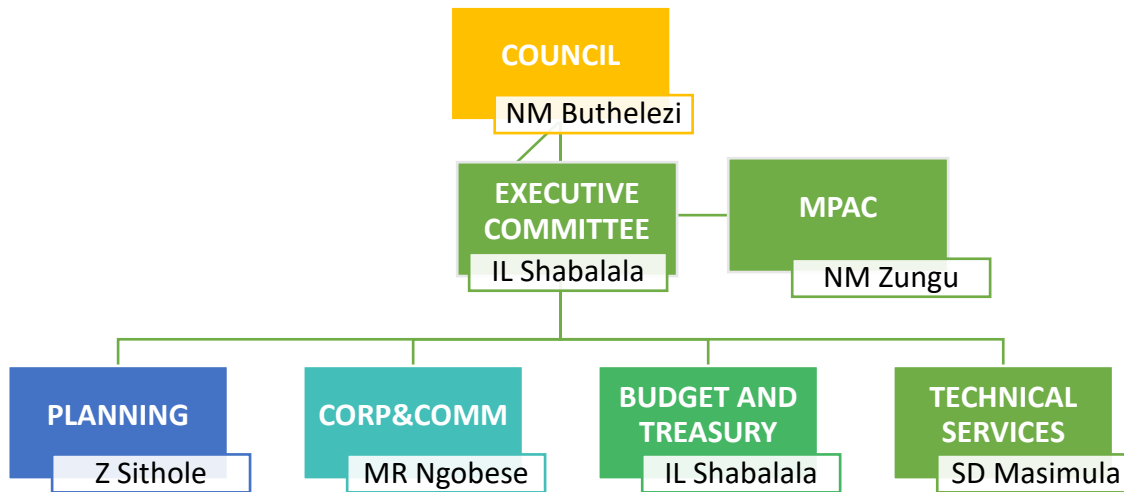 COUNCIL
NM Buthelezi
EXECUTIVE
COMMITTEE
IL Shabalala
MPAC
NM Zungu
PLANNING
Z Sithole
CORP&COMM
MR Ngobese
BUDGET AND
TREASURY
IL Shabalala
TECHNICAL
SERVICES
SD Masimula